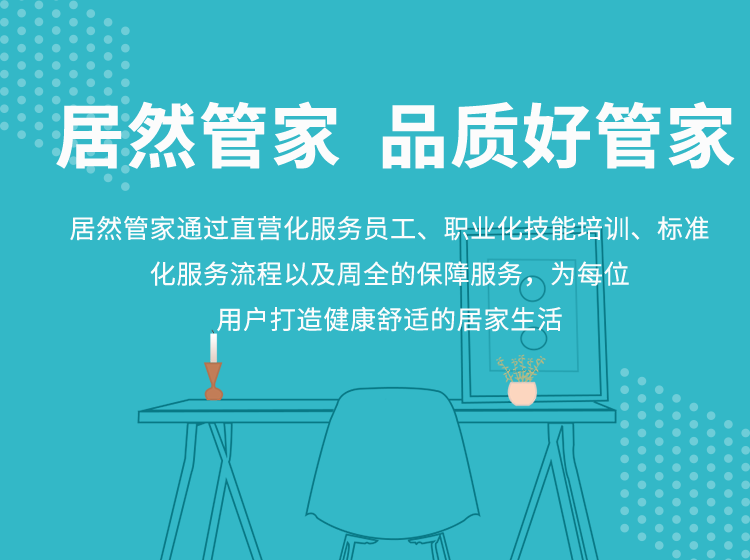 居然管家 品质好管家
居然管家通过直营化服务员工、职业化技能培训、标准
化服务流程以及周全的保障服务，为每位
用户打造健康舒适的居家生活